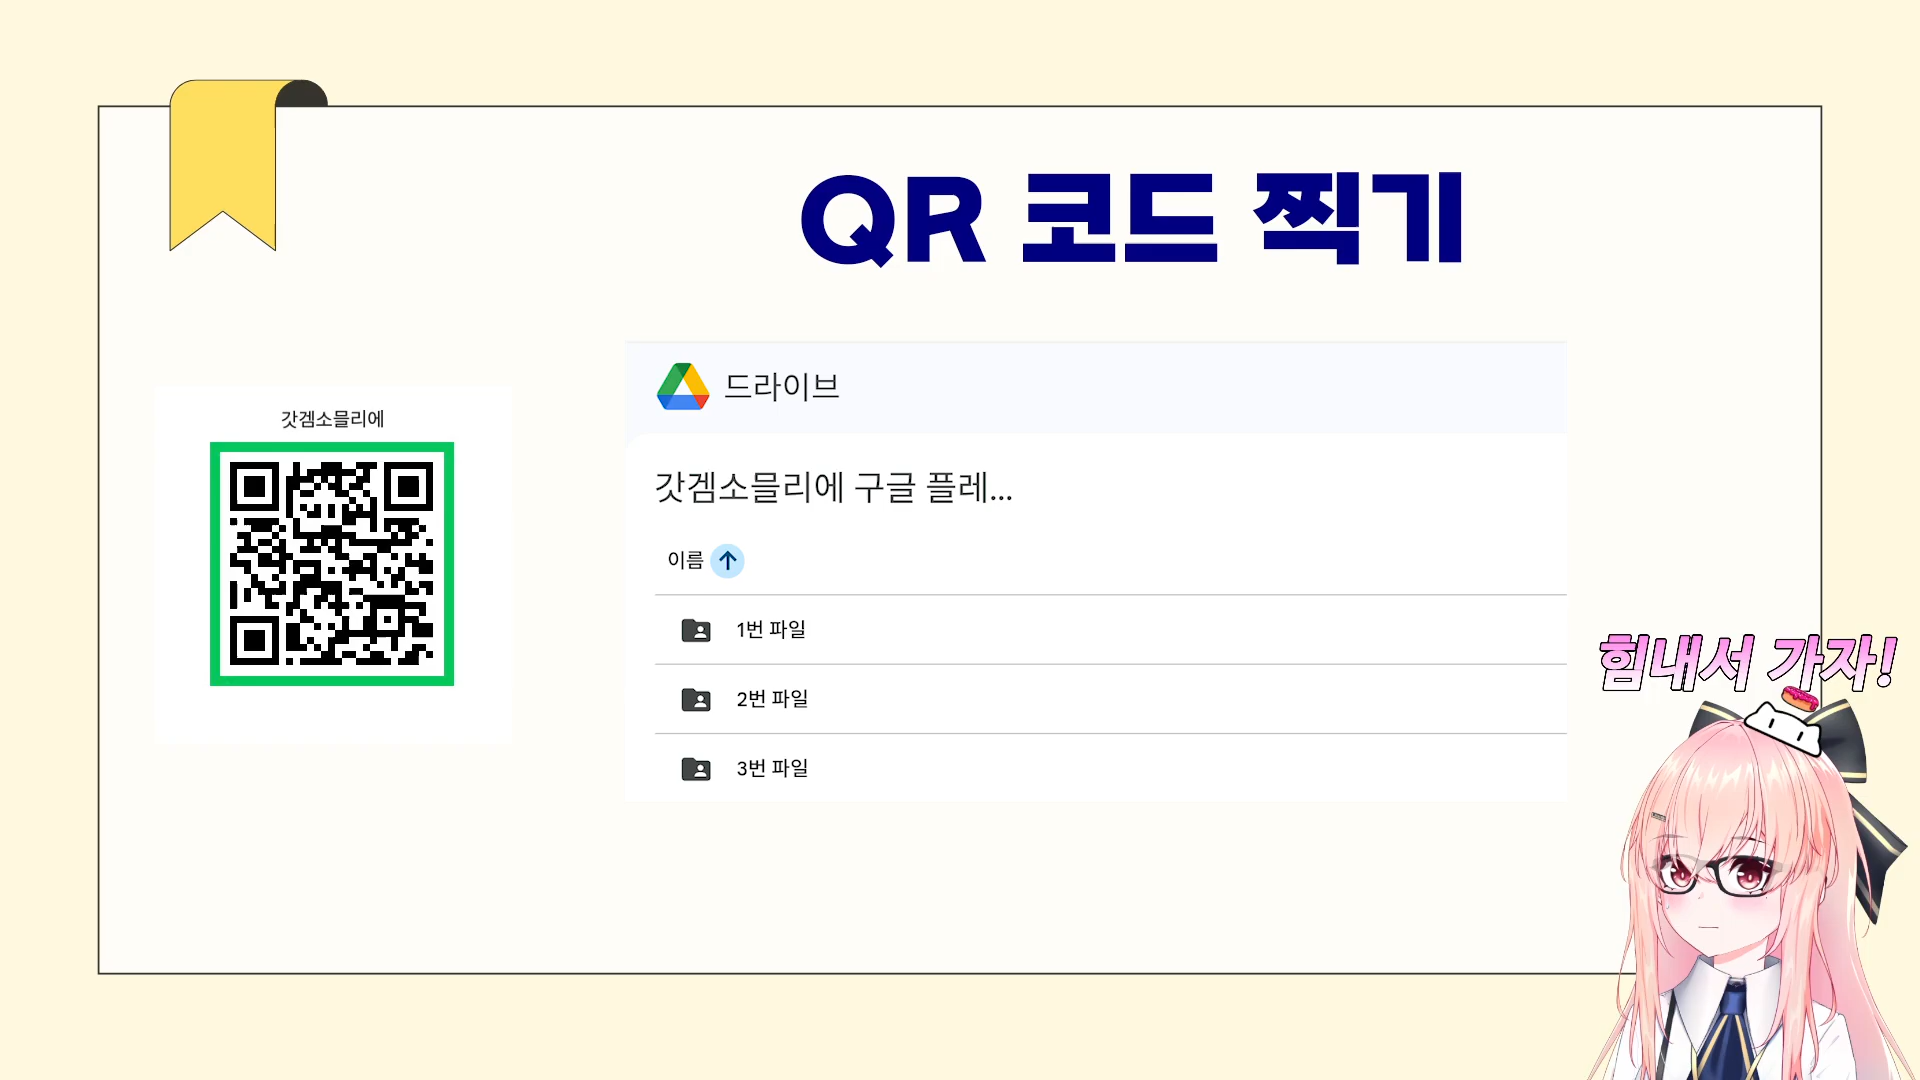 QR 코드 찍기
갓겜소믈리에
드라이브
갓겜소믈리에 구글 플레...
이름
1번 파일
2번 파일
3번 파일
힘내서 가자!